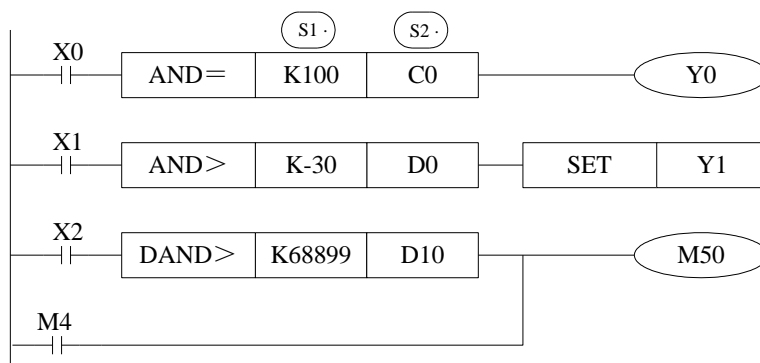 S1· S2·
X0 AND＝ K100 C0 Y0
X1 AND＞ K-30 D0 SET Y1
X2 DAND＞ K68899 D10 M50
M4